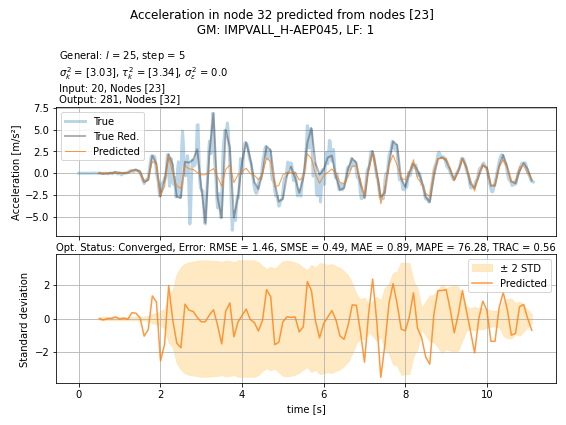 Acceleration in node 32 predicted from nodes [23]
GM: IMPVALL_H-AEP045, LF: 1
General: l = 25, step = 5
σ²ₖ = [3.03], τ²ₖ = [3.34], σ²ε = 0.0
Input: 20, Nodes [23]
Output: 281, Nodes [32]
Acceleration [m/s²]
7.5
5.0
2.5
0.0
−2.5
−5.0
True
True Red.
Predicted
Opt. Status: Converged, Error: RMSE = 1.46, SMSE = 0.49, MAE = 0.89, MAPE = 76.28, TRAC = 0.56
Standard deviation
2
0
−2
± 2 STD
Predicted
0 2 4 6 8 10
time [s]